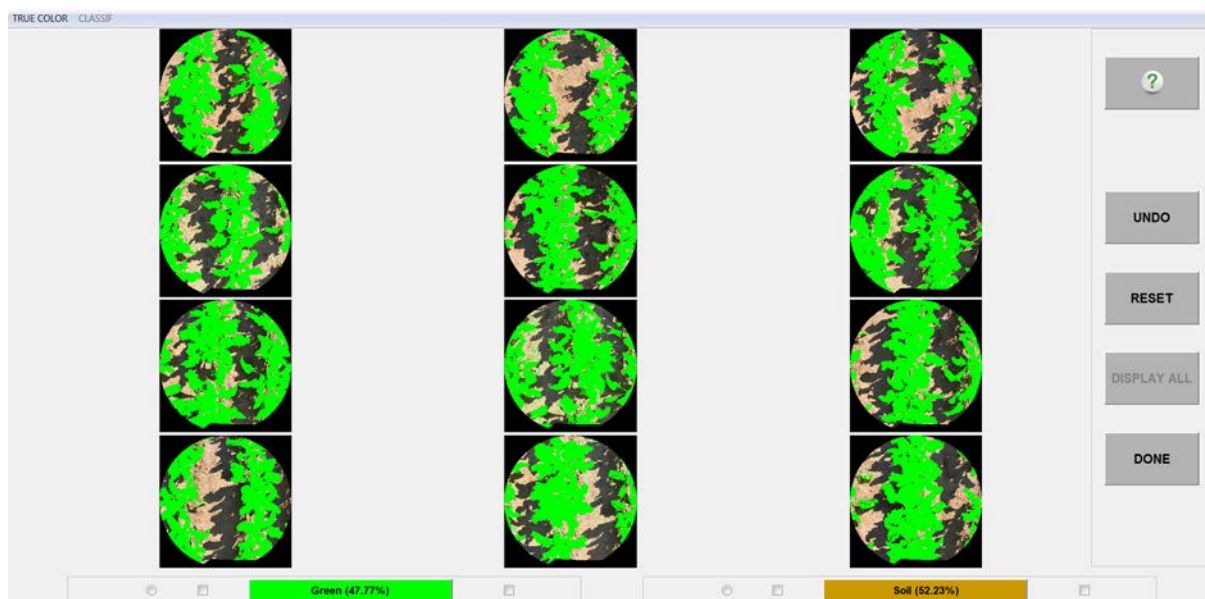 TRUE COLOR CLASSIF
?
UNDO
RESET
DISPLAY ALL
DONE
Green (47.77%) Soil (52.23%)